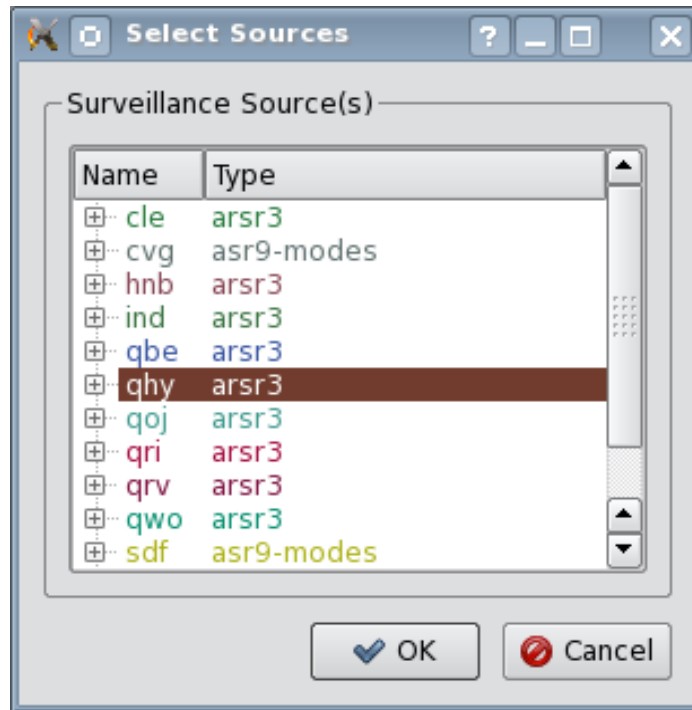 Select Sources
Surveillance Source(s)
Name Type
cle arsr3
cvg asr9-modes
hnb arsr3
ind arsr3
qbe arsr3
qhy arsr3
qoj arsr3
qri arsr3
qrv arsr3
qwo arsr3
sdf asr9-modes
OK Cancel